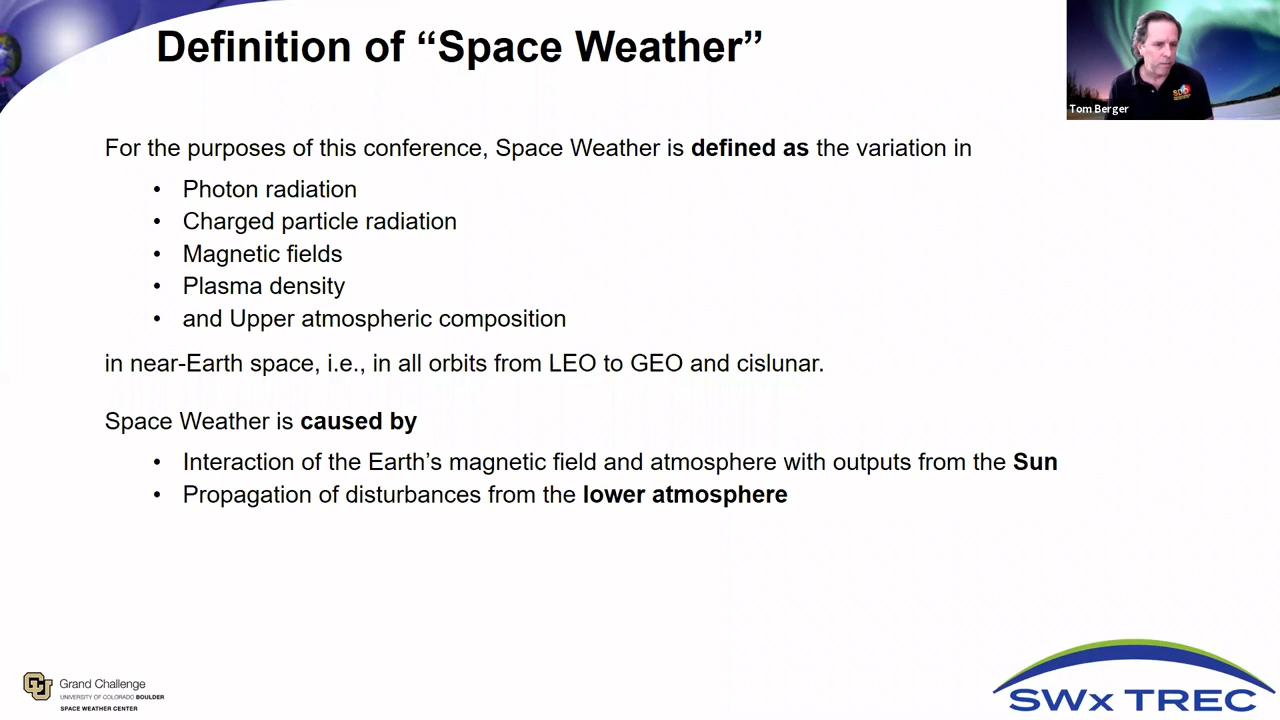 Definition of “Space Weather”
Tom Berger
For the purposes of this conference, Space Weather is defined as the variation in
• Photon radiation
• Charged particle radiation
• Magnetic fields
• Plasma density
• and Upper atmospheric composition
in near-Earth space, i.e., in all orbits from LEO to GEO and cislunar.
Space Weather is caused by
• Interaction of the Earth’s magnetic field and atmosphere with outputs from the Sun
• Propagation of disturbances from the lower atmosphere
CU
Grand Challenge
UNIVERSITY OF COLORADO BOULDER
SPACE WEATHER CENTER
SWx TREC